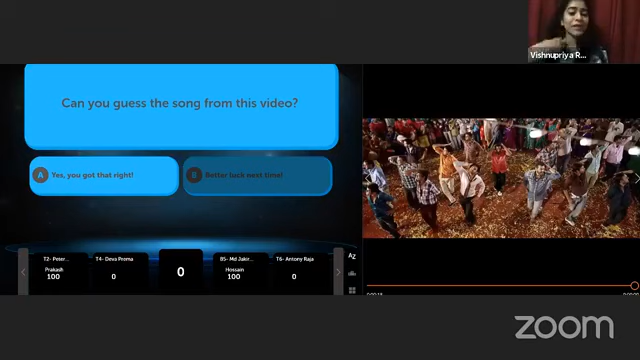 Vishnupriya R...
Can you guess the song from this video?
A Yes, you got that right!
B Better luck next time!
T2- Peter...
Prakash
100
T4- Deva Prema
0
0
B5- Md Jakir...
Hossain
100
T6- Antony Raja
0
AZ
zoom